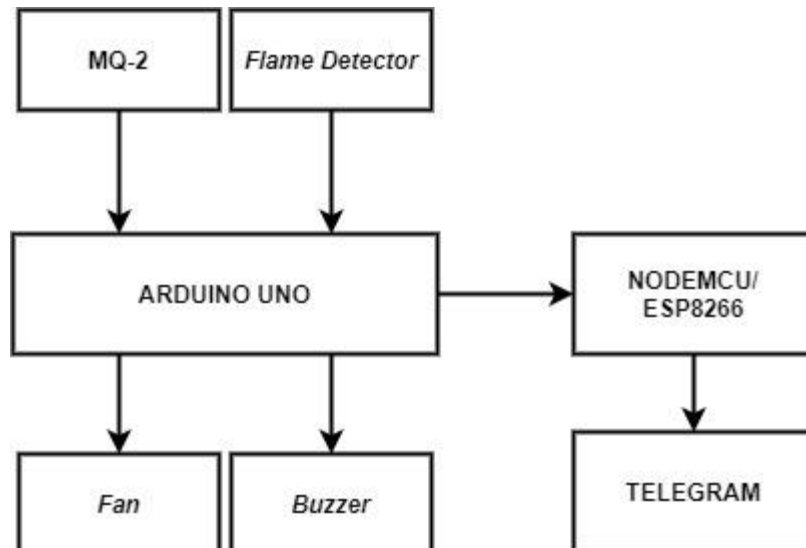 MQ-2
Flame Detector
ARDUINO UNO
NODEMCU/
ESP8266
Fan
Buzzer
TELEGRAM